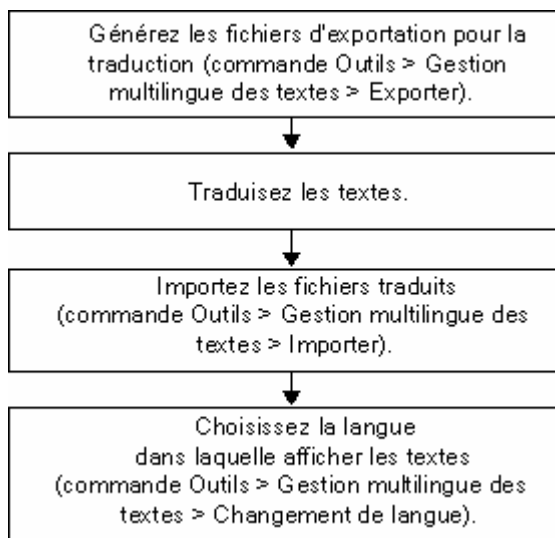 Générez les fichiers d'exportation pour la
traduction (commande Outils > Gestion
multilingue des textes > Exporter).
Traduisez les textes.
Importez les fichiers traduits
(commande Outils > Gestion multilingue des
textes > Importer).
Choisissez la langue
dans laquelle afficher les textes
(commande Outils > Gestion multilingue des
textes > Changement de langue).